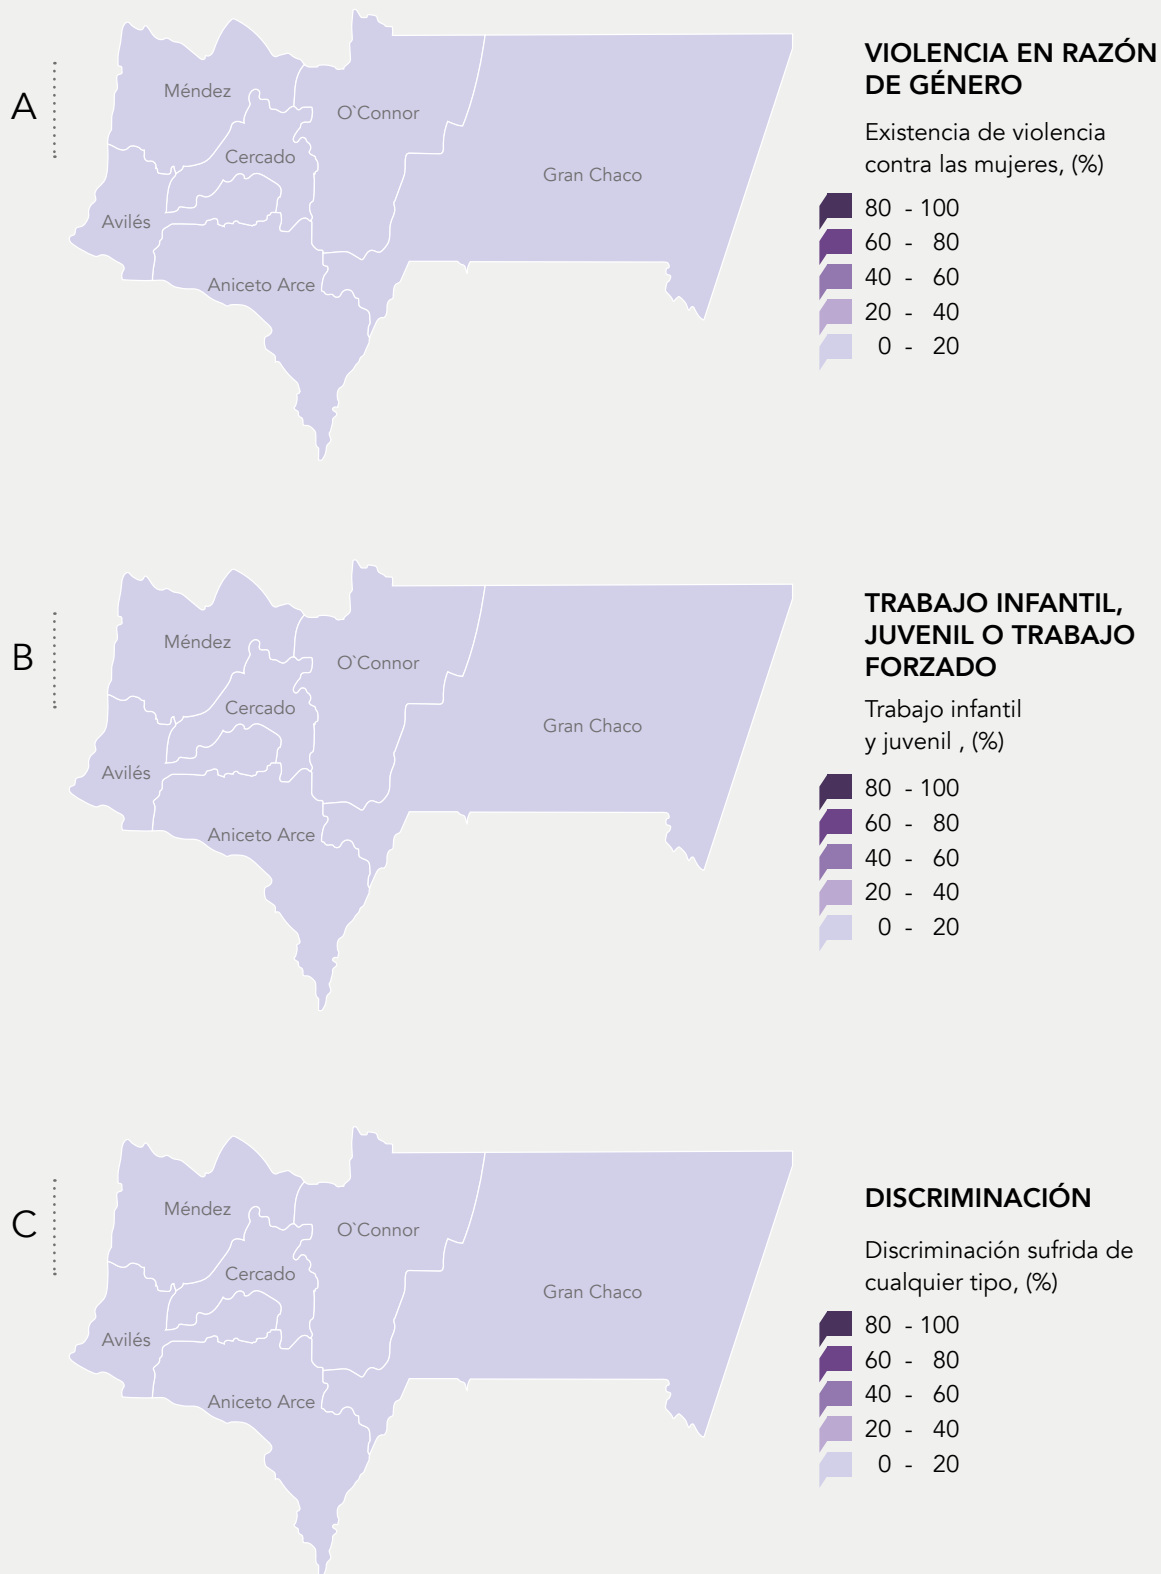 A
Méndez
O`Connor
Cercado
Gran Chaco
Avilés
Aniceto Arce
VIOLENCIA EN RAZÓN
DE GÉNERO
Existencia de violencia
contra las mujeres, (%)
80 - 100
60 - 80
40 - 60
20 - 40
0 - 20
B
Méndez
O`Connor
Cercado
Gran Chaco
Avilés
Aniceto Arce
TRABAJO INFANTIL,
JUVENIL O TRABAJO
FORZADO
Trabajo infantil
y juvenil , (%)
80 - 100
60 - 80
40 - 60
20 - 40
0 - 20
C
Méndez
O`Connor
Cercado
Gran Chaco
Avilés
Aniceto Arce
DISCRIMINACIÓN
Discriminación sufrida de
cualquier tipo, (%)
80 - 100
60 - 80
40 - 60
20 - 40
0 - 20